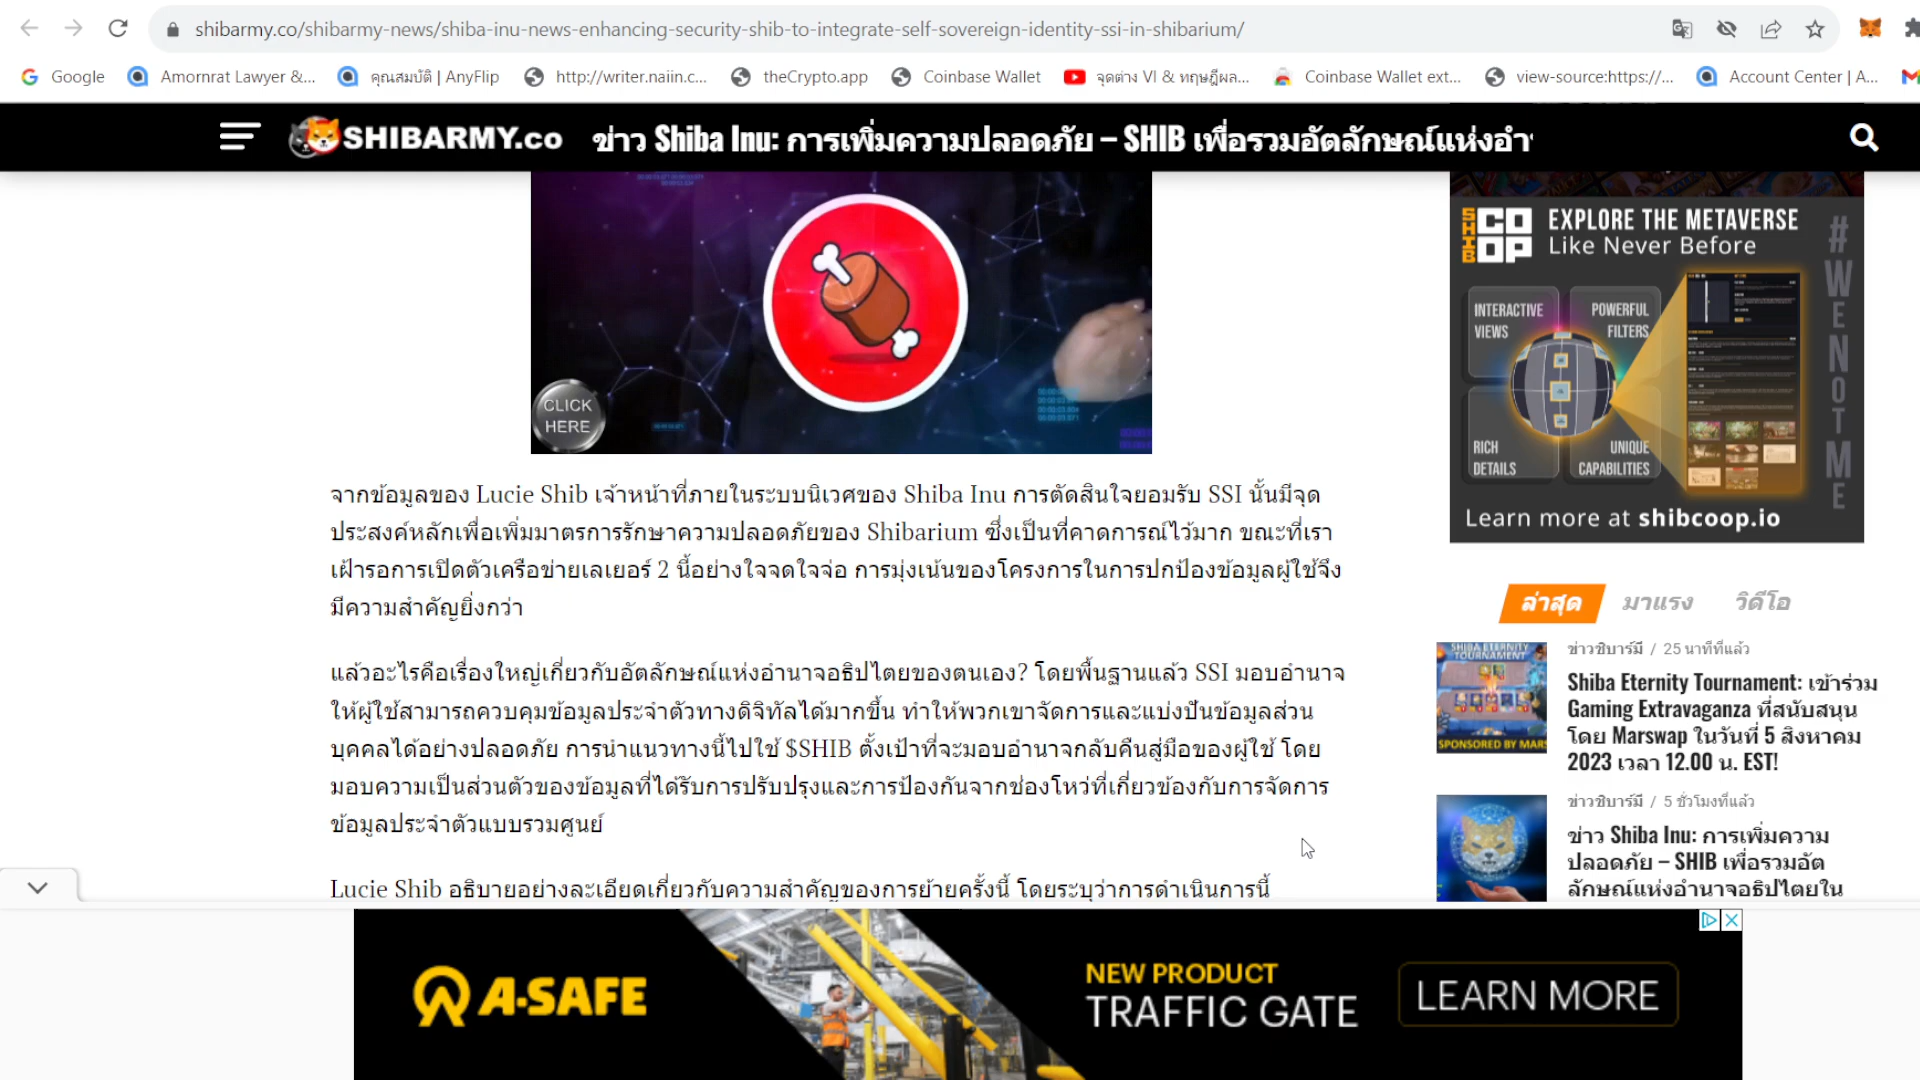 shibarmy.co/shibarmy-news/shiba-inu-news-enhancing-security-shib-to-integrate-self-sovereign-identity-ssi-in-shibarium/
Google
Amornrat Lawyer &...
คุณสมบัติ | AnyFlip
http://writer.naiin.c...
theCrypto.app
Coinbase Wallet
จุดต่าง VI & ทฤษฎีผล...
Coinbase Wallet ext...
view-source:https://...
Account Center | A...
SHIBARMY.co
ข่าว Shiba Inu: การเพิ่มความปลอดภัย – SHIB เพื่อรวมอัตลักษณ์แห่งอำ
CLICK
HERE
จากข้อมูลของ Lucie Shib เจ้าหน้าที่ภายในระบบนิเวศของ Shiba Inu การตัดสินใจยอมรับ SSI นั้นมีจุด
ประสงค์หลักเพื่อเพิ่มมาตรการรักษาความปลอดภัยของ Shibarium ซึ่งเป็นที่คาดการณ์ไว้มาก ขณะที่เรา
เฝ้ารอการเปิดตัวเครือข่ายเลเยอร์ 2 นี้อย่างใจจดใจจ่อ การมุ่งเน้นของโครงการในการปกป้องข้อมูลผู้ใช้จึง
มีความสำคัญยิ่งกว่า
แล้วอะไรคือเรื่องใหญ่เกี่ยวกับอัตลักษณ์แห่งอำนาจอธิปไตยของตนเอง? โดยพื้นฐานแล้ว SSI มอบอำนาจ
ให้ผู้ใช้สามารถควบคุมข้อมูลประจำตัวทางดิจิทัลได้มากขึ้น ทำให้พวกเขาจัดการและแบ่งปันข้อมูลส่วน
บุคคลได้อย่างปลอดภัย การนำแนวทางนี้ไปใช้ $SHIB ตั้งเป้าที่จะมอบอำนาจกลับคืนสู่มือของผู้ใช้ โดย
มอบความเป็นส่วนตัวของข้อมูลที่ได้รับการปรับปรุงและการป้องกันจากช่องโหว่ที่เกี่ยวข้องกับการจัดการ
ข้อมูลประจำตัวแบบรวมศูนย์
Lucie Shib อธิบายอย่างละเอียดเกี่ยวกับความสำคัญของการย้ายครั้งนี้ โดยระบุว่าการดำเนินการนี้
SHIB
CO
OP
EXPLORE THE METAVERSE
Like Never Before
#WENOTME
INTERACTIVE
VIEWS
POWERFUL
FILTERS
RICH
DETAILS
UNIQUE
CAPABILITIES
Learn more at shibcoop.io
ล่าสุด
มาแรง
วิดีโอ
SHIBA ETERNITY
TOURNAMENT
SPONSORED BY MARS
ข่าวชิบาร์มี / 25 นาทีที่แล้ว
Shiba Eternity Tournament: เข้าร่วม
Gaming Extravaganza ที่สนับสนุน
โดย Marswap ในวันที่ 5 สิงหาคม
2023 เวลา 12.00 น. EST!
ข่าวชิบาร์มี / 5 ชั่วโมงที่แล้ว
ข่าว Shiba Inu: การเพิ่มความ
ปลอดภัย – SHIB เพื่อรวมอัต
ลักษณ์แห่งอำนาจอธิปไตยใน
A-SAFE
NEW PRODUCT
TRAFFIC GATE
LEARN MORE